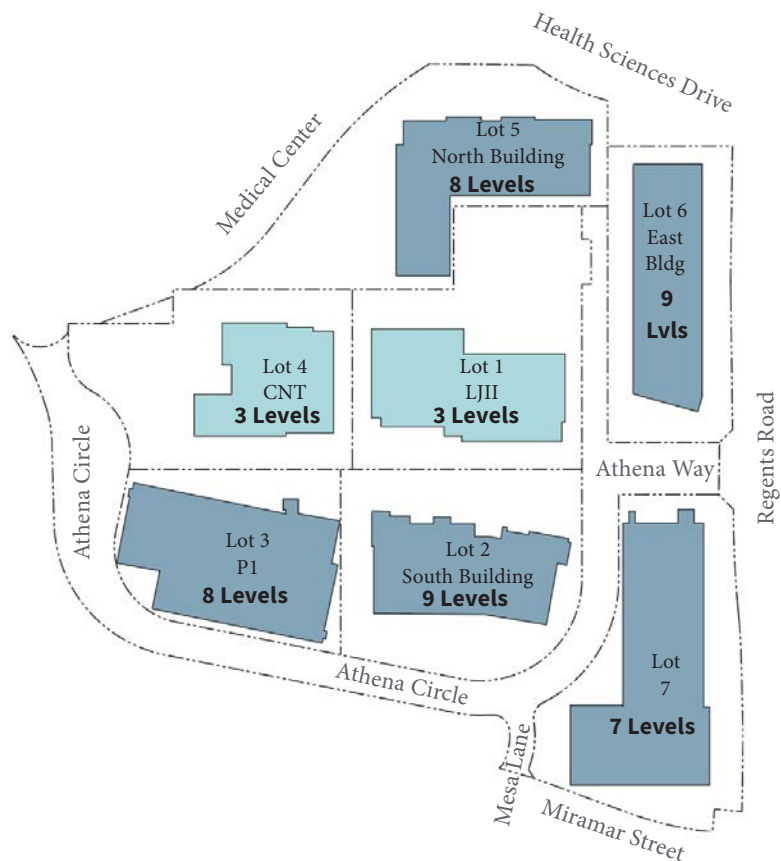 Health Sciences Drive
Medical Center
Lot 5
North Building
8 Levels
Lot 6
East
Bldg
9
Lvls
Lot 4
CNT
3 Levels
Lot 1
LJII
3 Levels
Regents Road
Athena Way
Athena Circle
Lot 3
P1
8 Levels
Lot 2
South Building
9 Levels
Lot
7
7 Levels
Athena Circle
Mesa Lane
Miramar Street